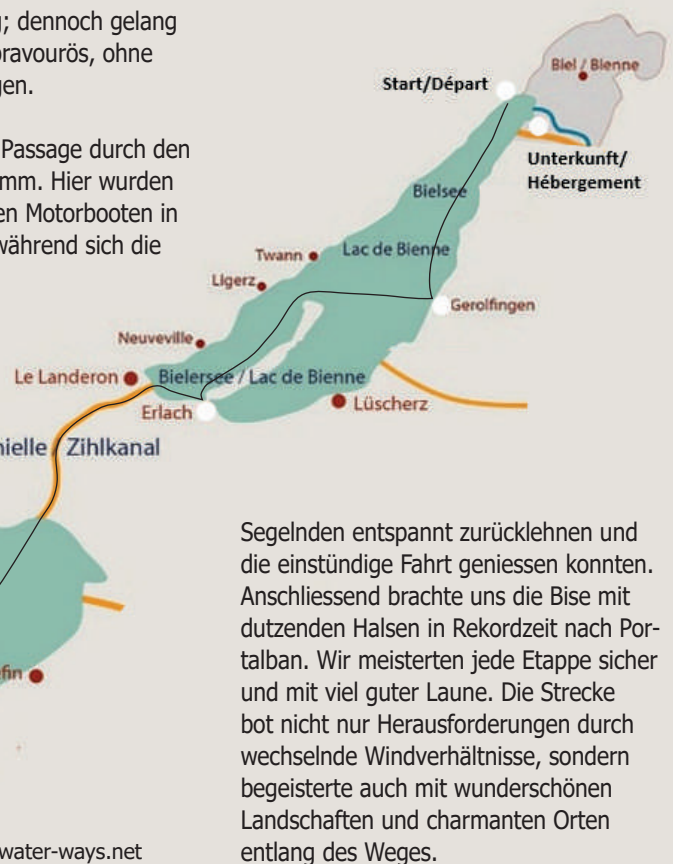 ; dennoch gelang
bravourös, ohne
gen.
Passage durch den
mm. Hier wurden
en Motorbooten in
während sich die
Biel / Bienne
Start/Départ
Unterkunft/
Hébergement
Bielsee
Twann
Lac de Bienne
Ligerz
Gerolfingen
Neuveville
Le Landeron
Bielersee / Lac de Bienne
Erlach
Lüscherz
nielle / Zihlkanal
fin
Segelnden entspannt zurücklehnen und
die einstündige Fahrt geniessen konnten.
Anschliessend brachte uns die Bise mit
dutzenden Halsen in Rekordzeit nach Por-
talban. Wir meisterten jede Etappe sicher
und mit viel guter Laune. Die Strecke
bot nicht nur Herausforderungen durch
wechselnde Windverhältnisse, sondern
begeisterte auch mit wunderschönen
Landschaften und charmanten Orten
entlang des Weges.
water-ways.net